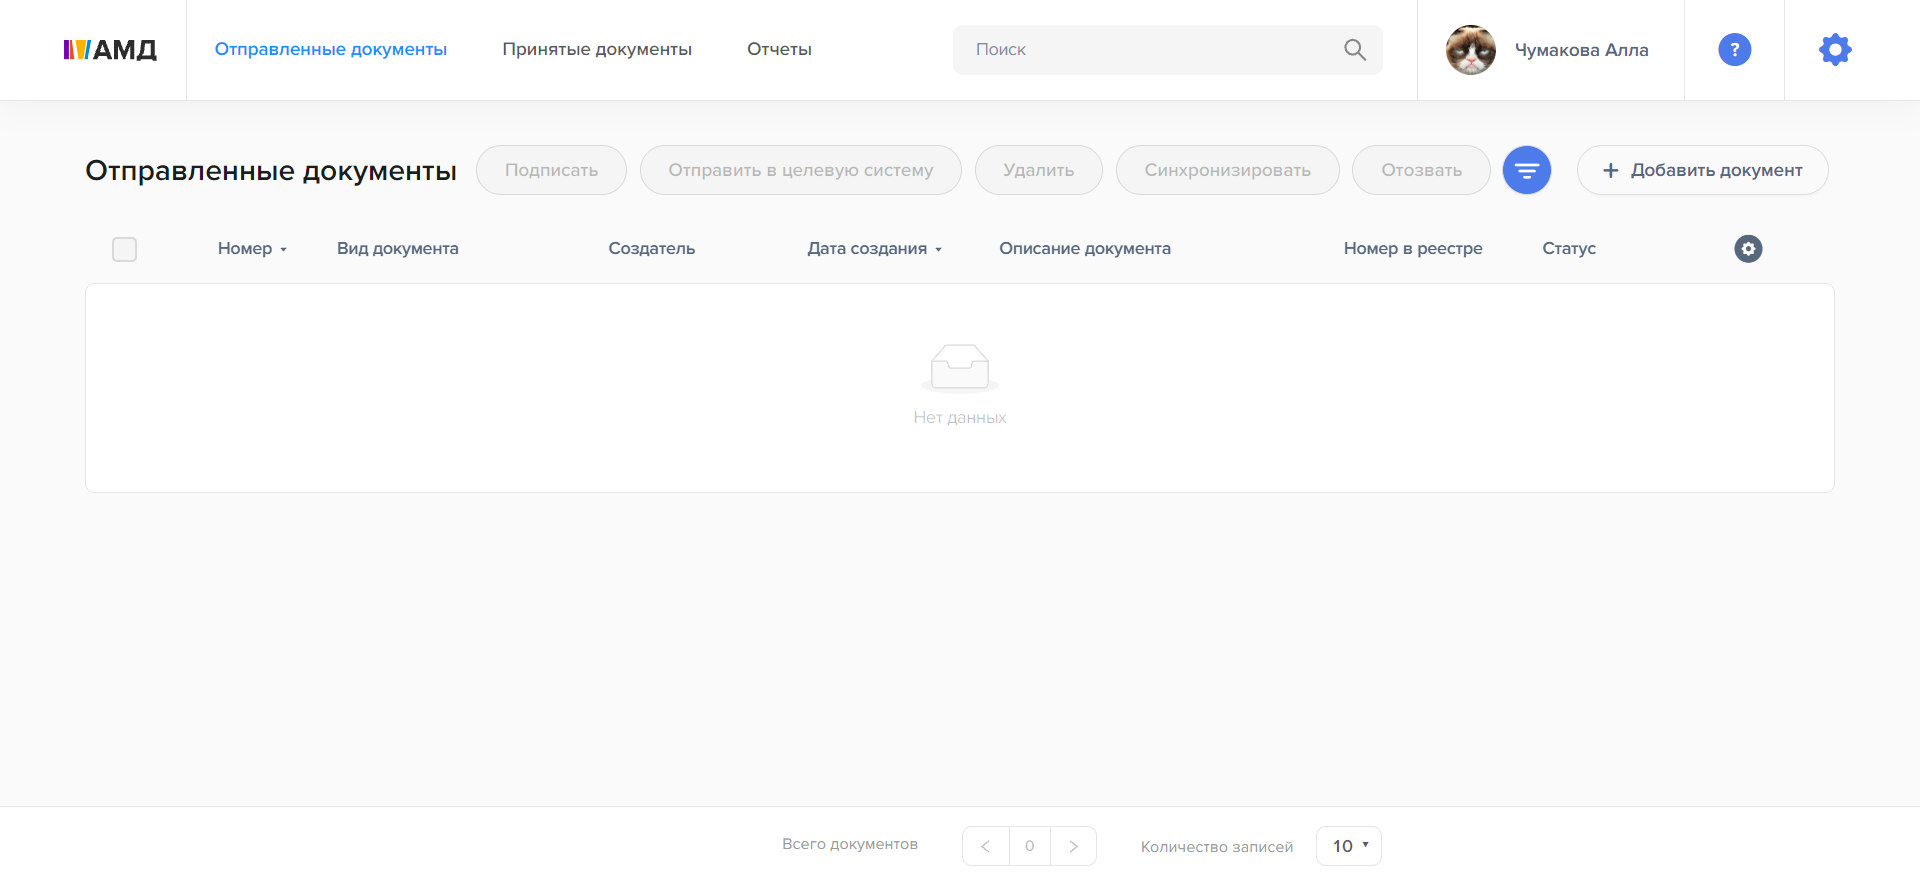 АМД
Отправленные документы
Принятые документы
Отчеты
Поиск
Чумакова Алла
?
Отправленные документы
Подписать
Отправить в целевую систему
Удалить
Синхронизировать
Отозвать
+ Добавить документ
Номер
Вид документа
Создатель
Дата создания
Описание документа
Номер в реестре
Статус
Нет данных
Всего документов
< 0 >
Количество записей
10